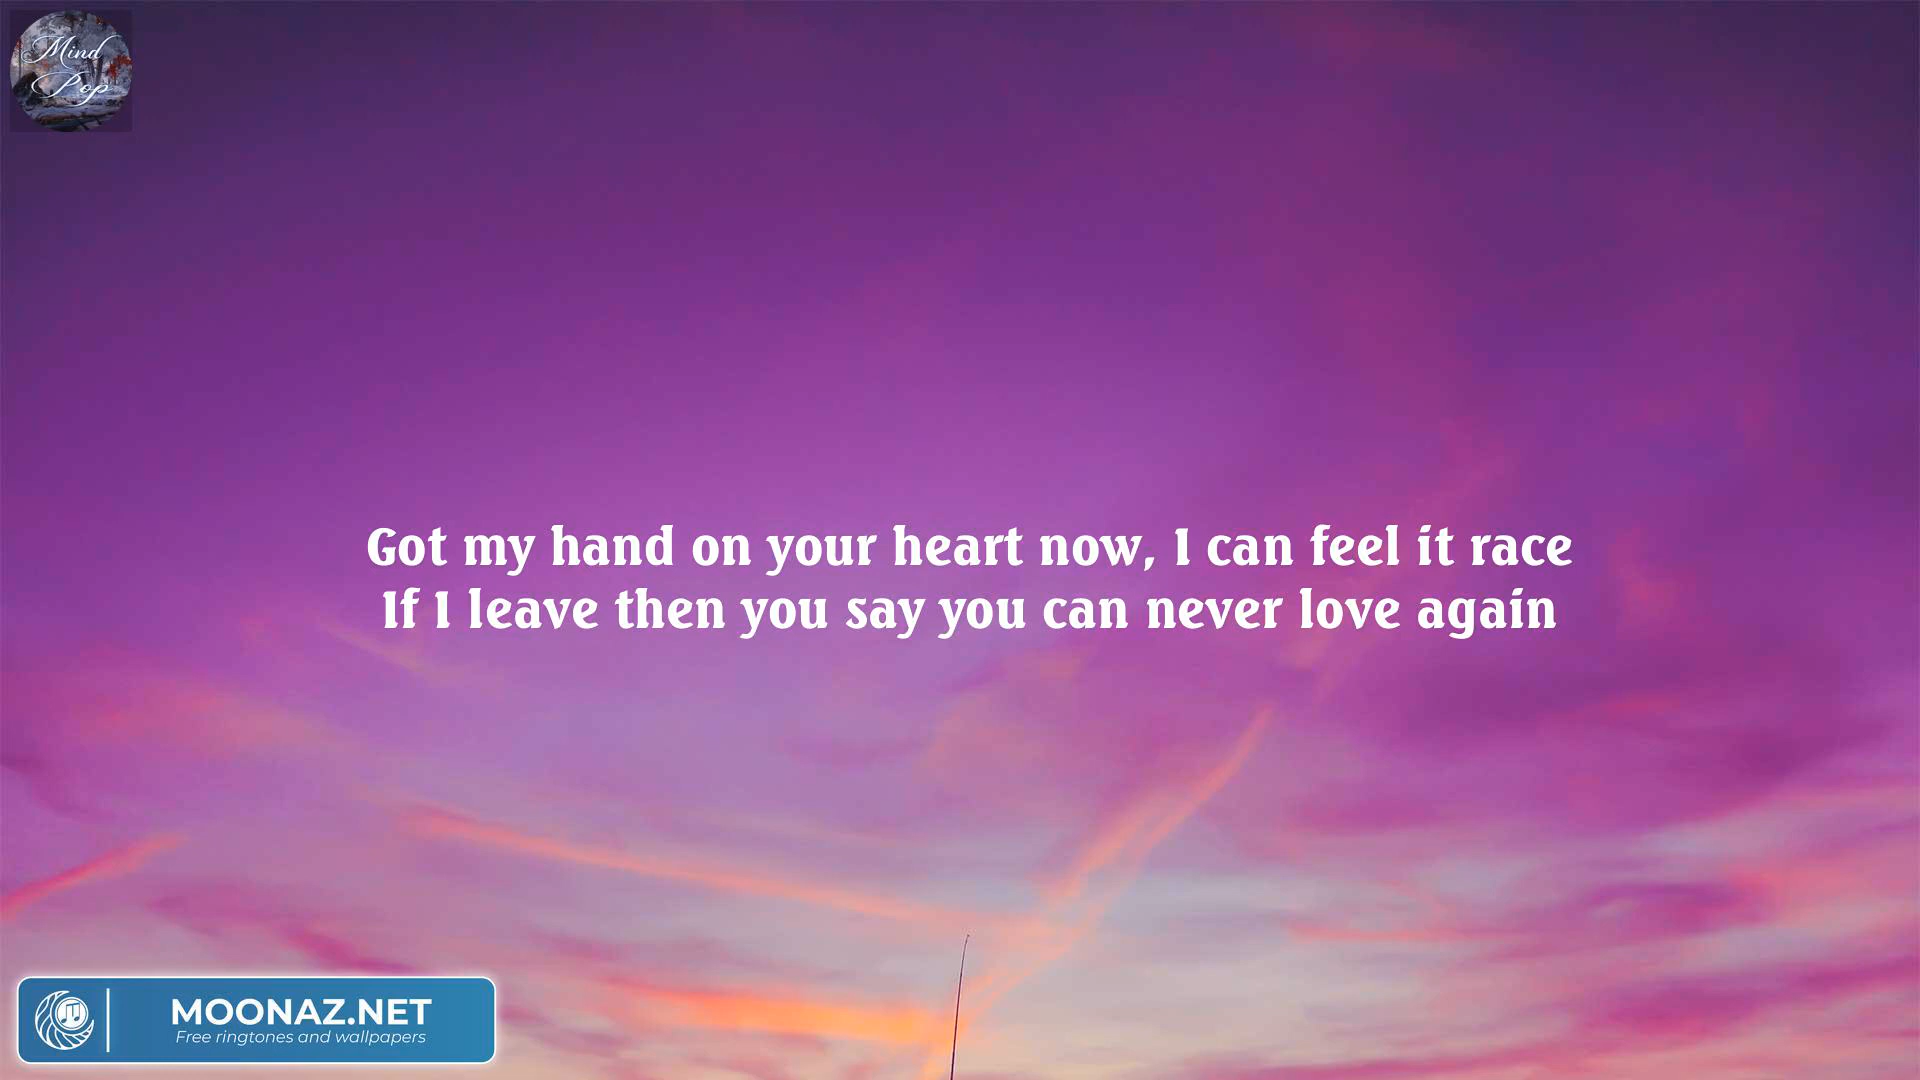 Mind
Pop
Got my hand on your heart now, I can feel it race
If I leave then you say you can never love again
MOONAZ.NET
Free ringtones and wallpapers